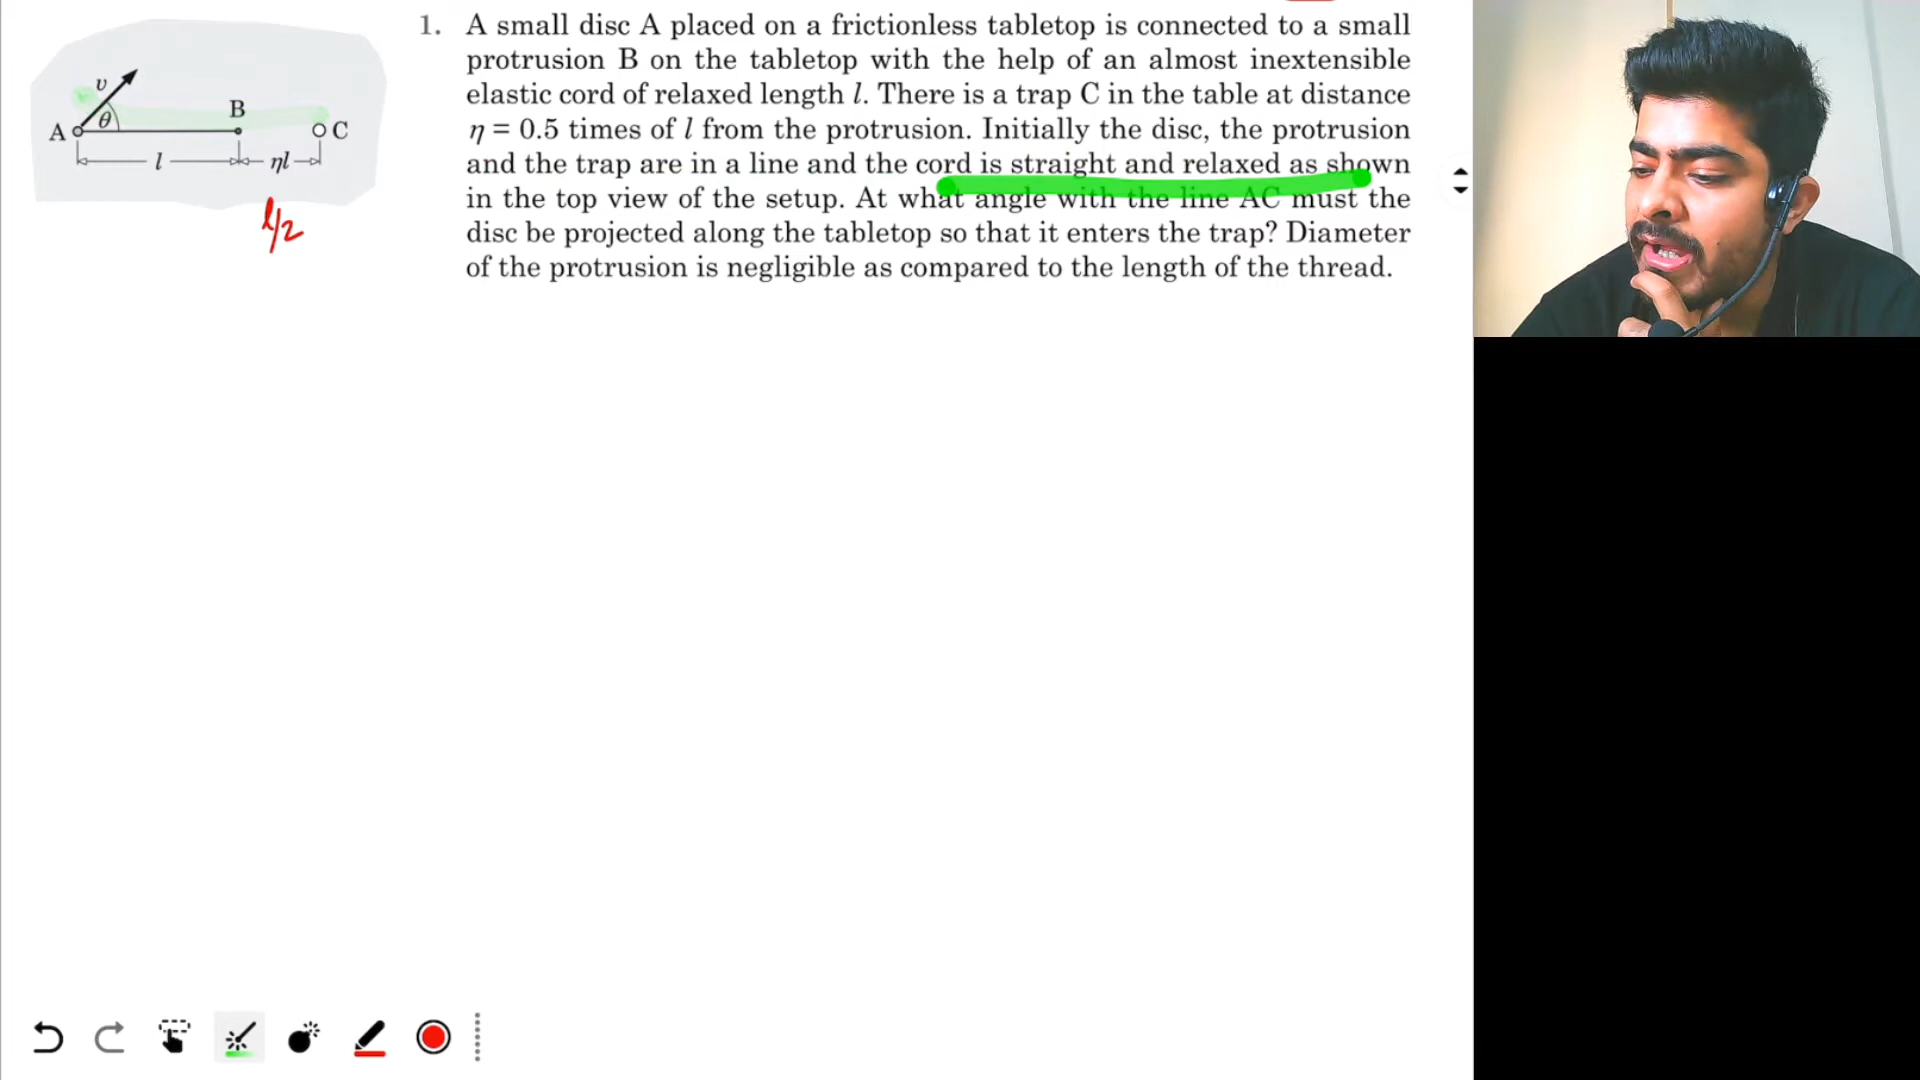 1. A small disc A placed on a frictionless tabletop is connected to a small
protrusion B on the tabletop with the help of an almost inextensible
elastic cord of relaxed length l. There is a trap C in the table at distance
η = 0.5 times of l from the protrusion. Initially the disc, the protrusion
and the trap are in a line and the cord is straight and relaxed as shown
in the top view of the setup. At what angle with the line AC must the
disc be projected along the tabletop so that it enters the trap? Diameter
of the protrusion is negligible as compared to the length of the thread.
υ
B
A θ C
l ηl
l/2